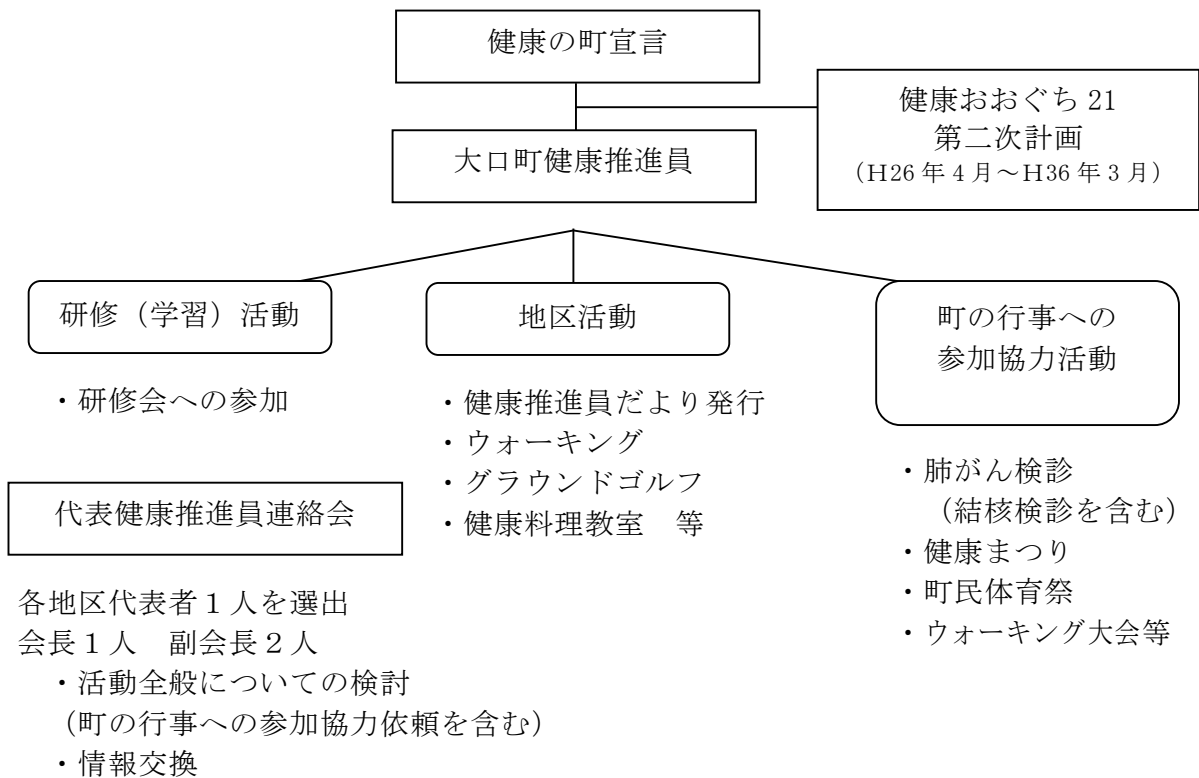 健康の町宣言
健康おおぐち 21
第二次計画
（H26 年 4 月～H36 年 3 月）
大口町健康推進員
研修（学習）活動
・研修会への参加
地区活動
・健康推進員だより発行
・ウォーキング
・グラウンドゴルフ
・健康料理教室　等
町の行事への
参加協力活動
・肺がん検診
（結核検診を含む）
・健康まつり
・町民体育祭
・ウォーキング大会等
代表健康推進員連絡会
各地区代表者１人を選出
会長１人　副会長２人
・活動全般についての検討
（町の行事への参加協力依頼を含む）
・情報交換